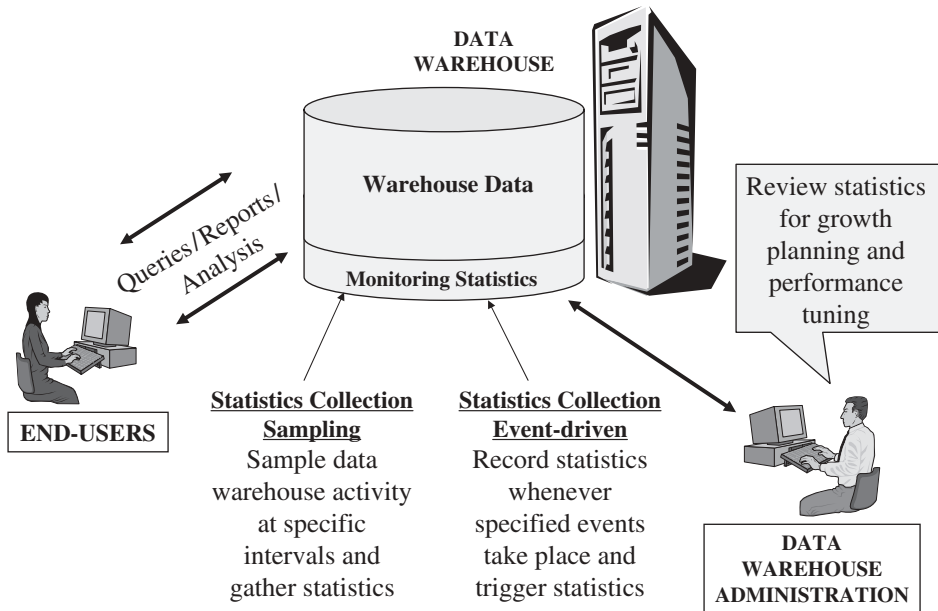 DATA
WAREHOUSE
Warehouse Data
Monitoring Statistics
Queries/Reports/
Analysis
Review statistics
for growth
planning and
performance
tuning
END-USERS
Statistics Collection
Sampling
Sample data
warehouse activity
at specific
intervals and
gather statistics
Statistics Collection
Event-driven
Record statistics
whenever
specified events
take place and
trigger statistics
DATA
WAREHOUSE
ADMINISTRATION